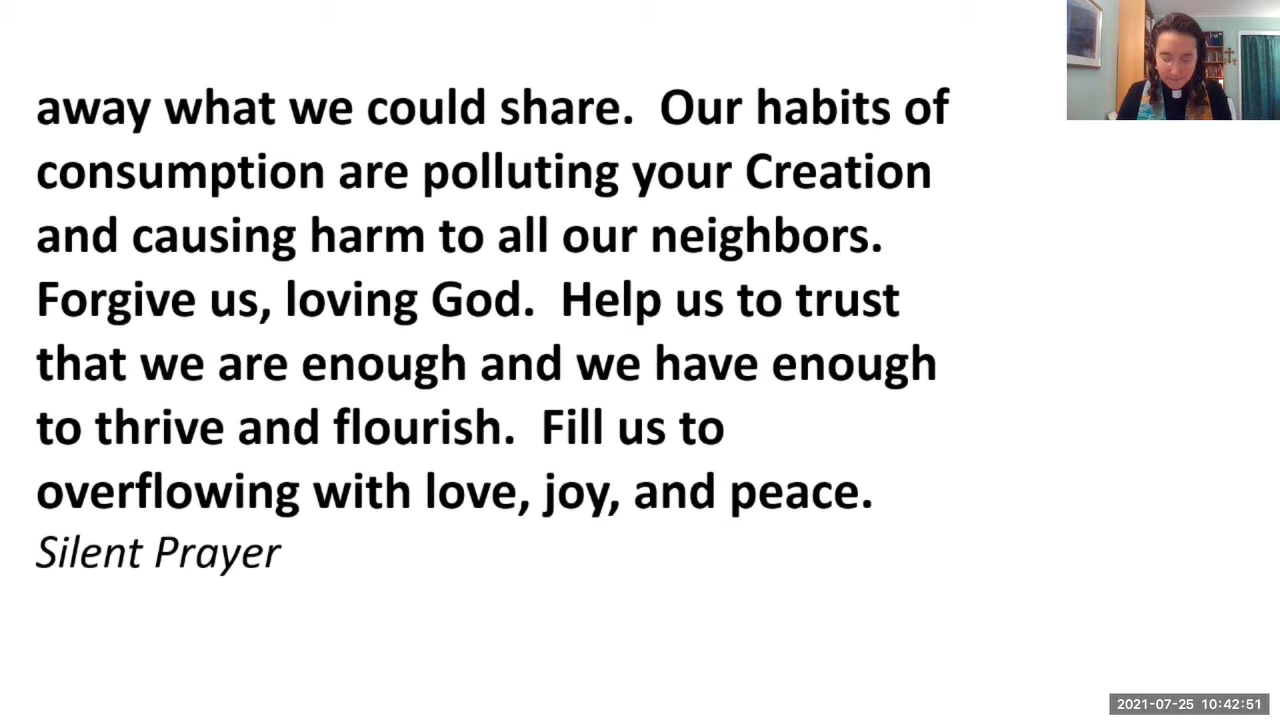 away what we could share.  Our habits of
consumption are polluting your Creation
and causing harm to all our neighbors.
Forgive us, loving God.  Help us to trust
that we are enough and we have enough
to thrive and flourish.  Fill us to
overflowing with love, joy, and peace.
Silent Prayer
2021-07-25 10:42:51